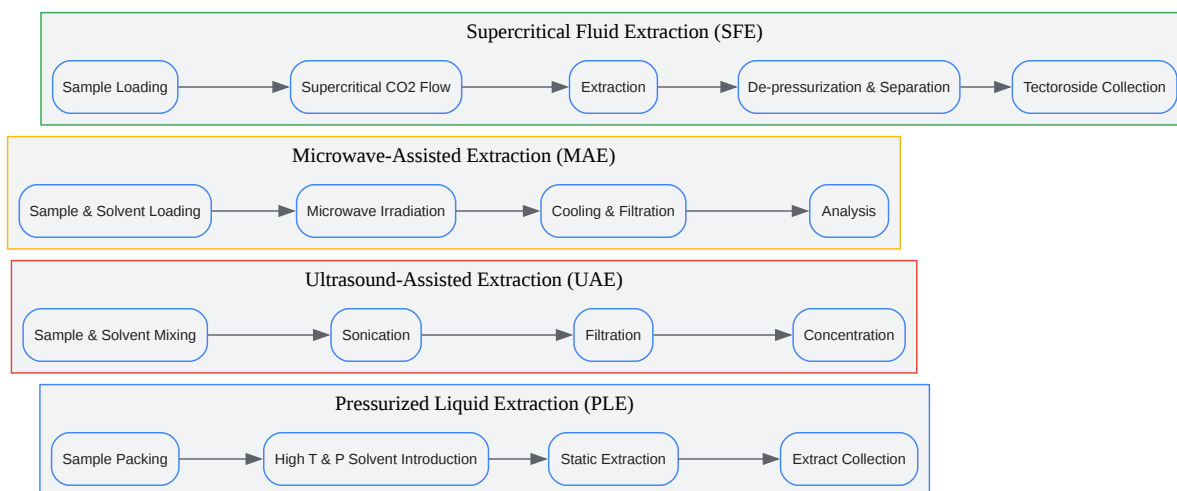 Supercritical Fluid Extraction (SFE)
Sample Loading
Supercritical CO2 Flow
Extraction
De-pressurization & Separation
Tectoroside Collection
Microwave-Assisted Extraction (MAE)
Sample & Solvent Loading
Microwave Irradiation
Cooling & Filtration
Analysis
Ultrasound-Assisted Extraction (UAE)
Sample & Solvent Mixing
Sonication
Filtration
Concentration
Pressurized Liquid Extraction (PLE)
Sample Packing
High T & P Solvent Introduction
Static Extraction
Extract Collection